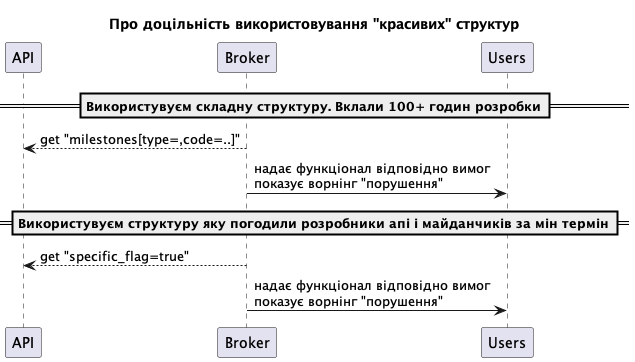 Про доцільність використовування "красивих" структур
API
Broker
Users
Використувуєм складну структуру. Вклали 100+ годин розробки
get "milestones[type=,code=..]"
надає функціонал відповідно вимог
показує ворнінг "порушення"
Використувуєм структуру яку погодили розробники апі і майданчиків за мін термін
get "specific_flag=true"
надає функціонал відповідно вимог
показує ворнінг "порушення"
API
Broker
Users